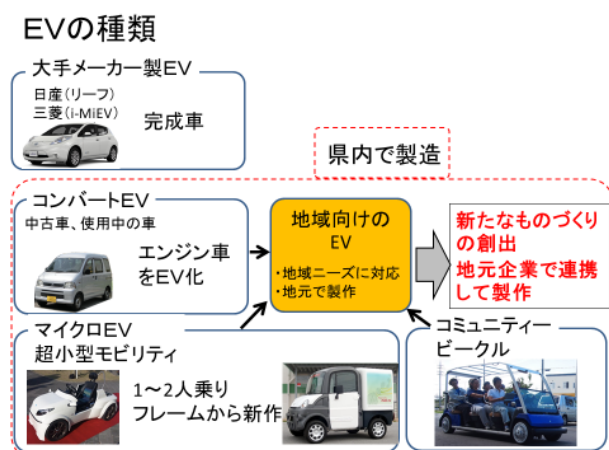 EVの種類
大手メーカー製EV
日産(リーフ)
三菱(i-MiEV)
完成車
県内で製造
コンバートEV
中古車、使用中の車
エンジン車
をEV化
地域向けの
EV
・地域ニーズに対応
・地元で製作
新たなものづくり
の創出
地元企業で連携
して製作
マイクロEV
超小型モビリティ
1～2人乗り
フレームから新作
コミュニティー
ビークル